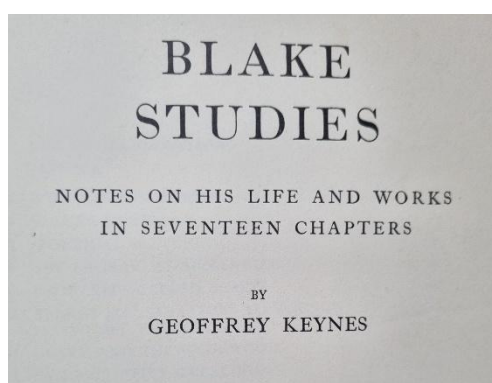 BLAKE
STUDIES
NOTES ON HIS LIFE AND WORKS
IN SEVENTEEN CHAPTERS
BY
GEOFFREY KEYNES